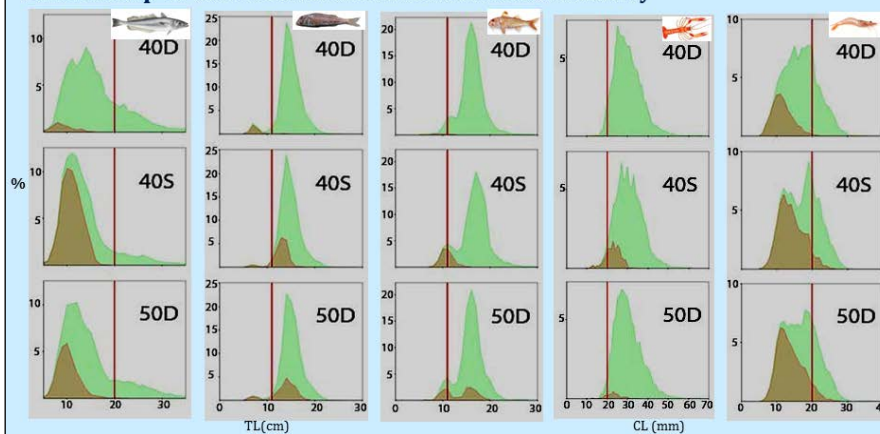 10 5 40D
25 20 15 10 5 40D
20 15 10 5 40D
5 40D
10 5 0 40D
%
10 5 40S
25 20 15 10 5 40S
20 15 10 5 40S
5 40S
10 5 40S
10 5 50D
25 20 15 10 5 50D
20 15 10 5 50D
5 50D
10 5 50D
10 20 30
0 10 20 30
0 10 20 30
0 10 20 30 40 50 60 70
0 10 20 30
TL(cm)
CL (mm)